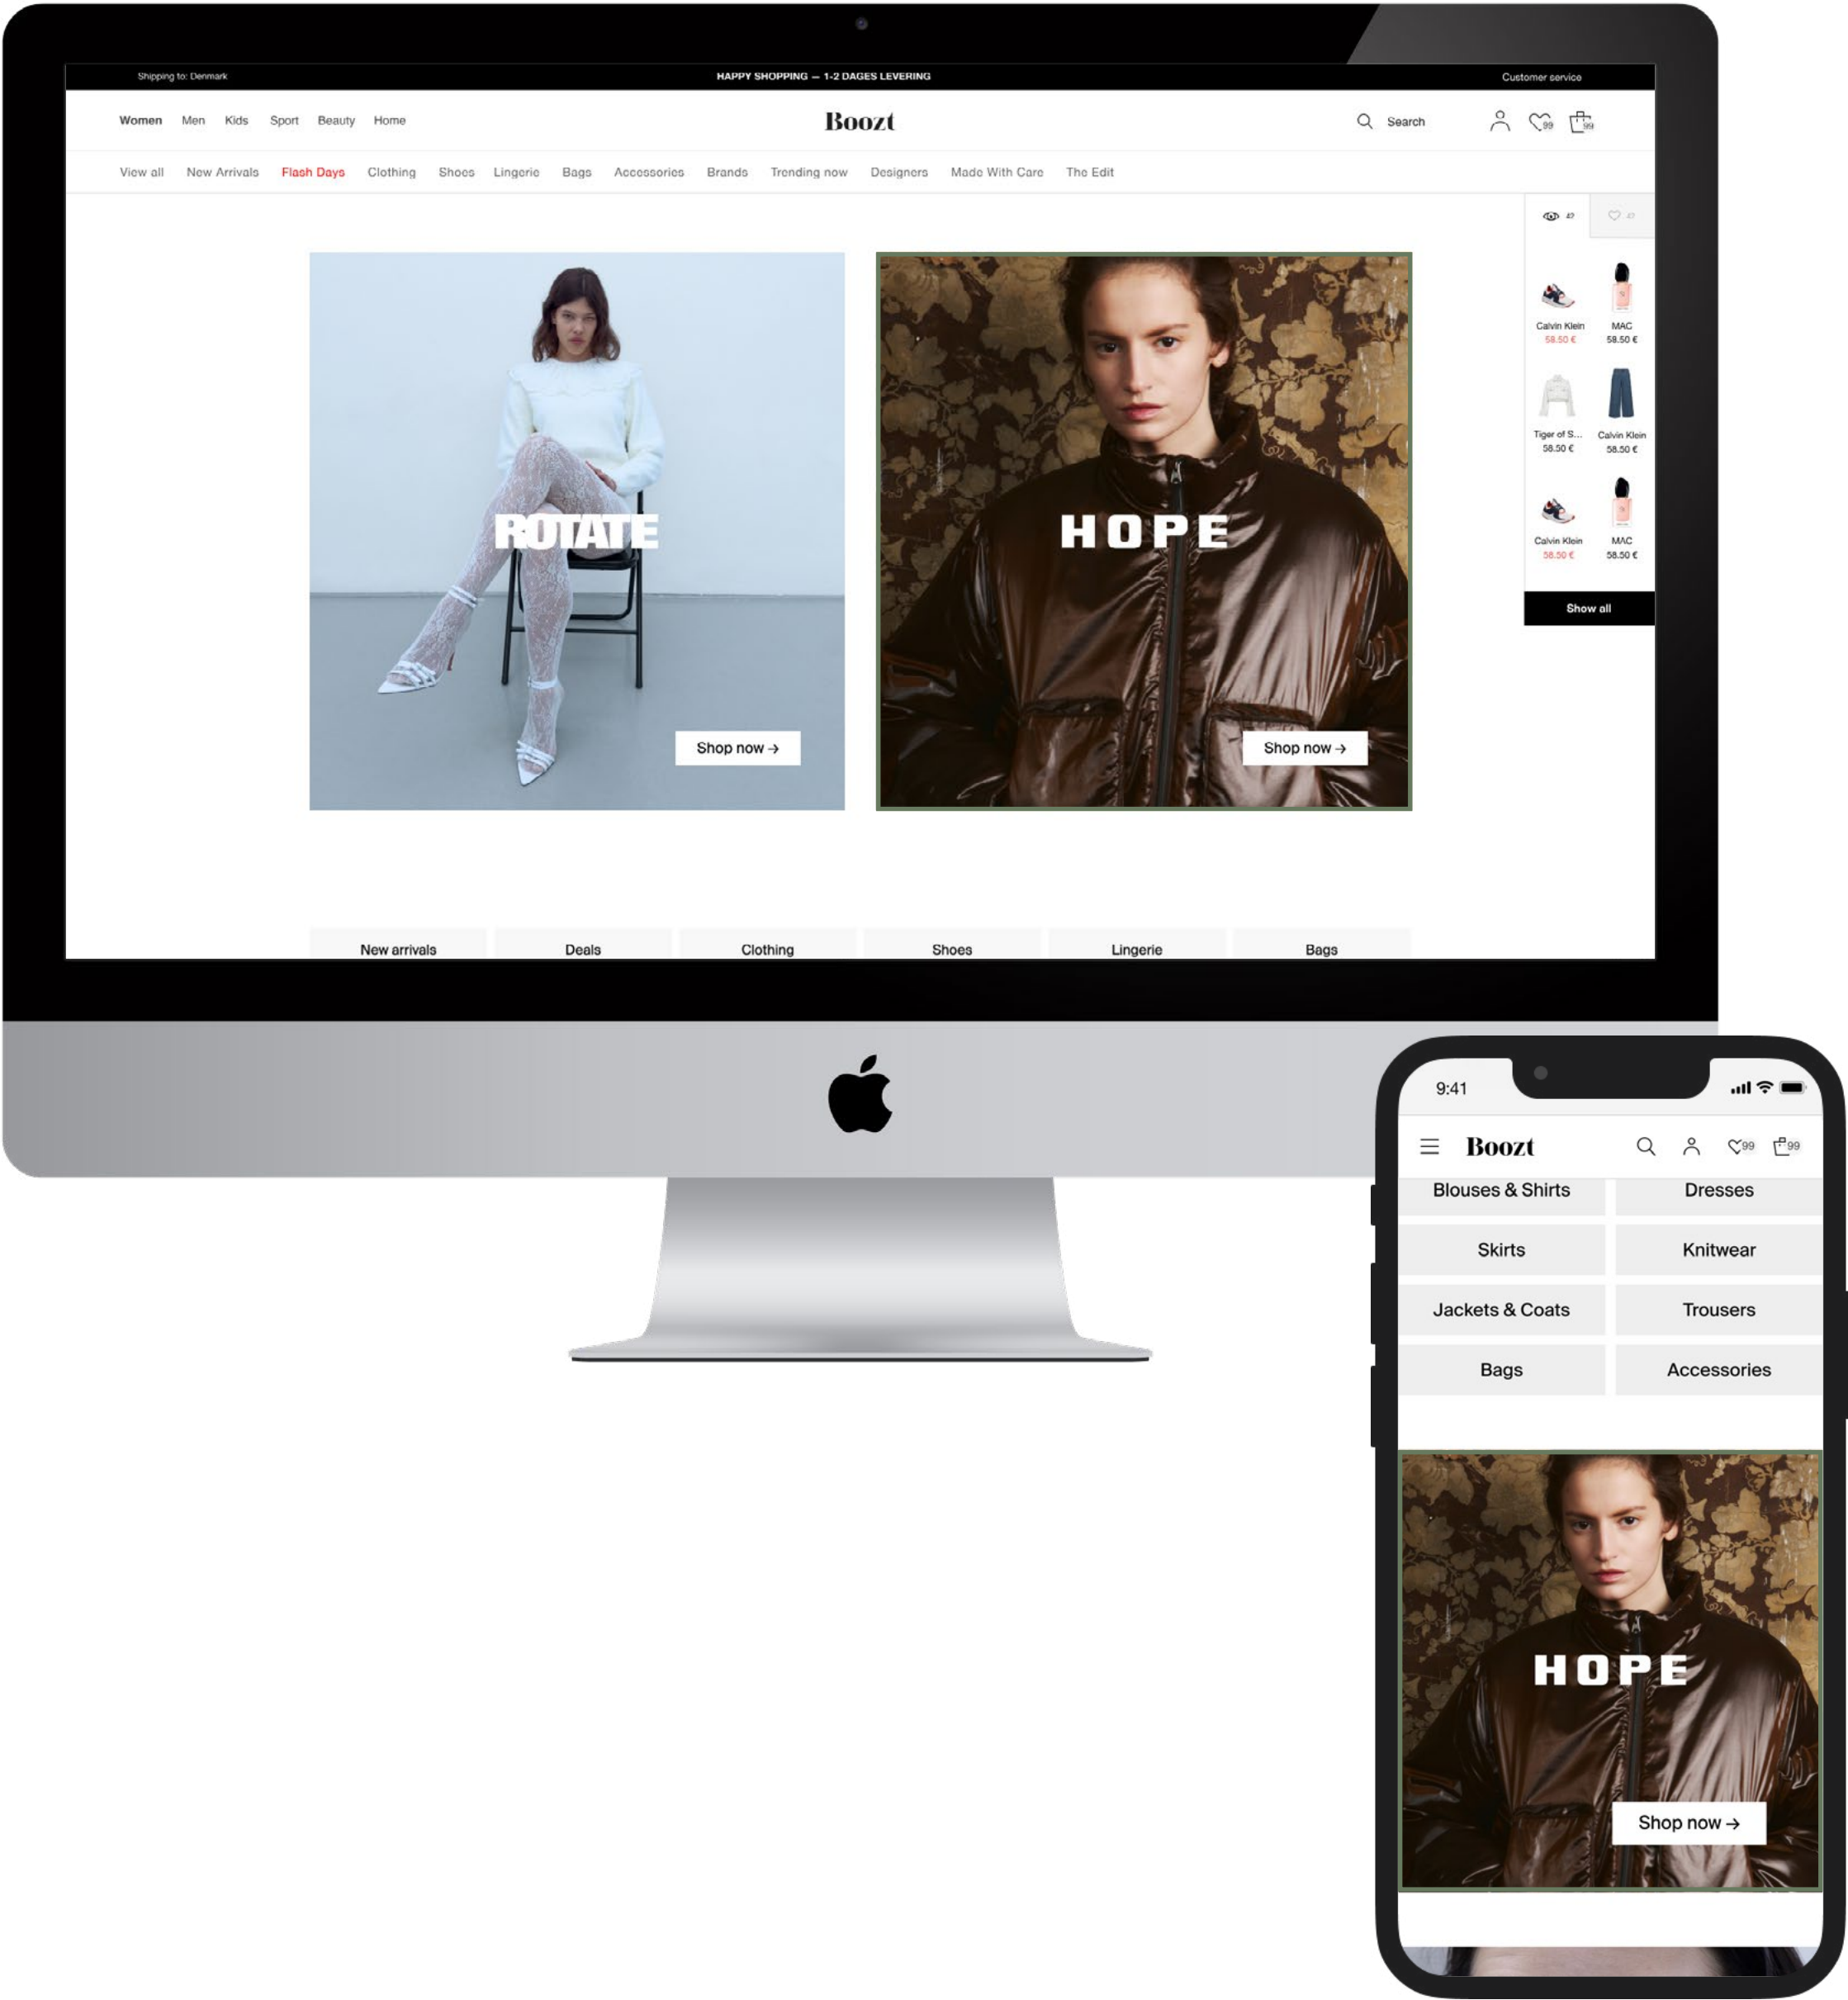 Shipping to: Denmark
HAPPY SHOPPING — 1-2 DAGES LEVERING
Customer service
Women Men Kids Sport Beauty Home
Boozt
Search
99
99
View all New Arrivals Flash Days Clothing Shoes Lingerie Bags Accessories Brands Trending now Designers Made With Care The Edit
Calvin Klein
58.50 €
MAC
58.50 €
Tiger of S...
58.50 €
Calvin Klein
58.50 €
Calvin Klein
58.50 €
MAC
58.50 €
Show all
ROTATE
Shop now →
HOPE
Shop now →
New arrivals Deals Clothing Shoes Lingerie Bags
9:41
Boozt
99
99
Blouses & Shirts Dresses
Skirts Knitwear
Jackets & Coats Trousers
Bags Accessories
HOPE
Shop now →